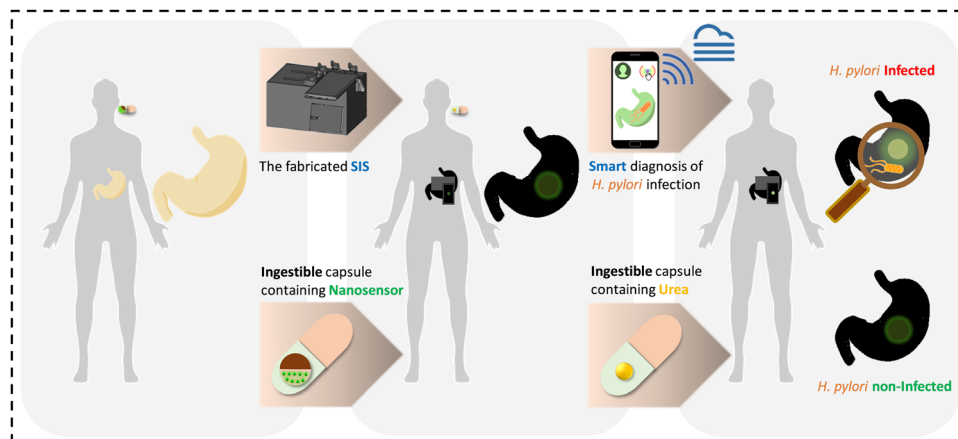 H. pylori Infected
The fabricated SIS
Smart diagnosis of
H. pylori infection
Ingestible capsule
containing Nanosensor
Ingestible capsule
containing Urea
H. pylori non-Infected